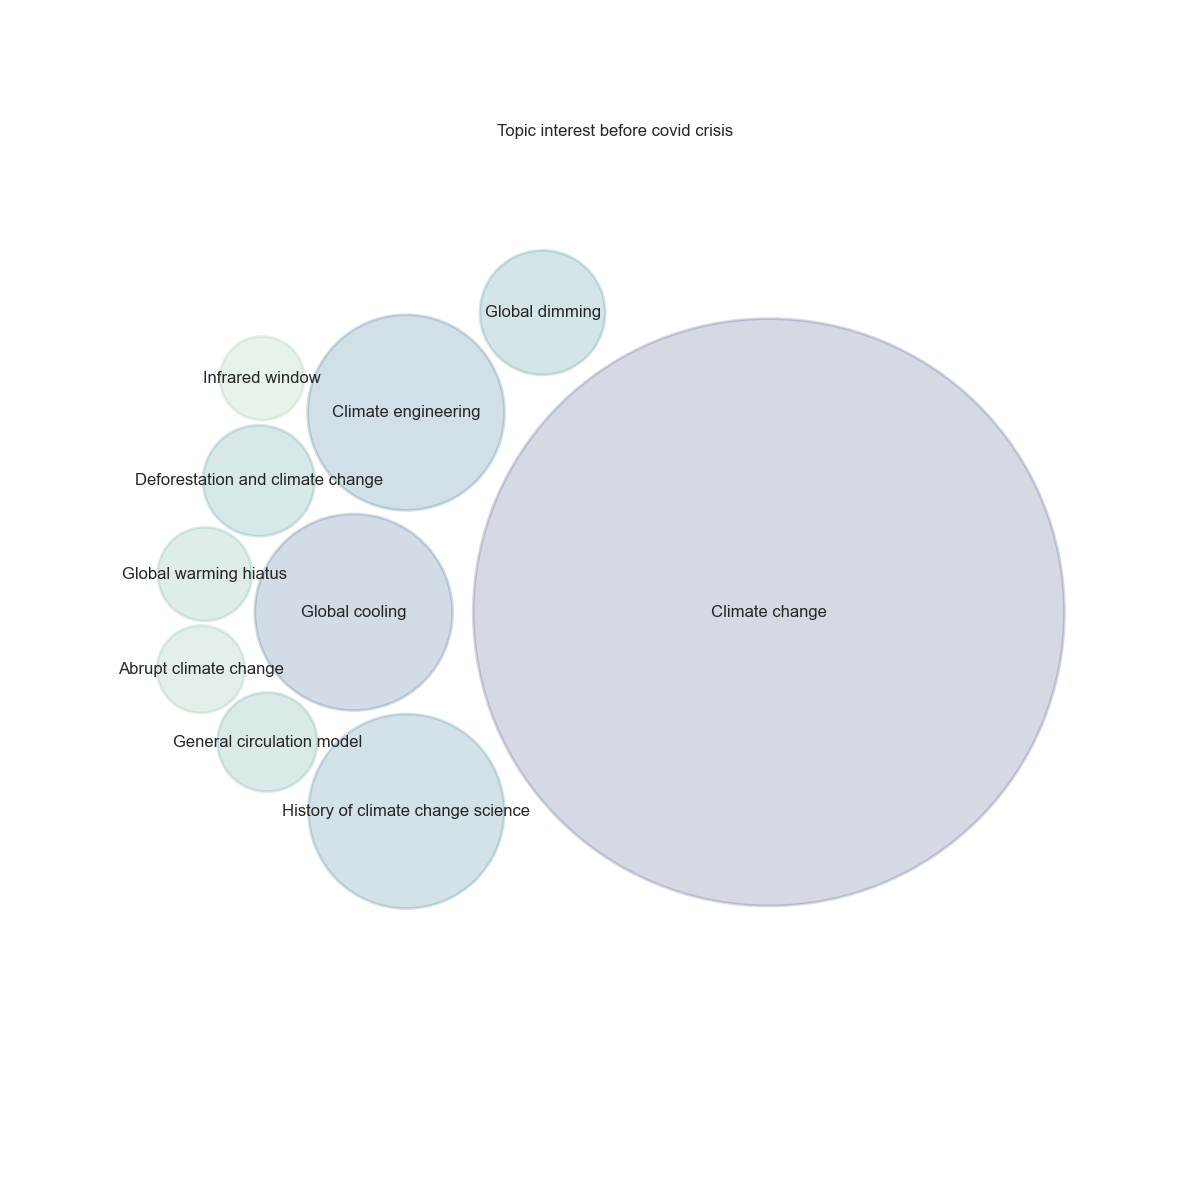 Topic interest before covid crisis
Global dimming
Infrared window
Climate engineering
Deforestation and climate change
Global warming hiatus
Global cooling
Climate change
Abrupt climate change
General circulation model
History of climate change science